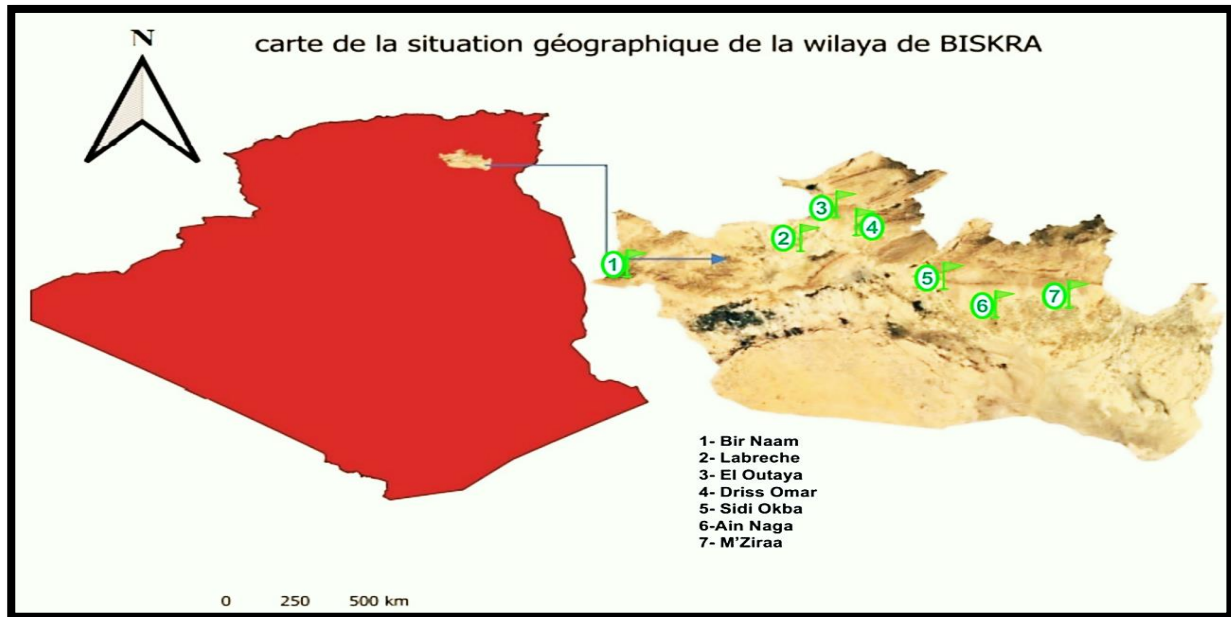 N
carte de la situation géographique de la wilaya de BISKRA
3
4
2
1
5
6
7
1- Bir Naam
2- Labreche
3- El Outaya
4- Driss Omar
5- Sidi Okba
6-Ain Naga
7- M'Ziraa
0 250 500 km